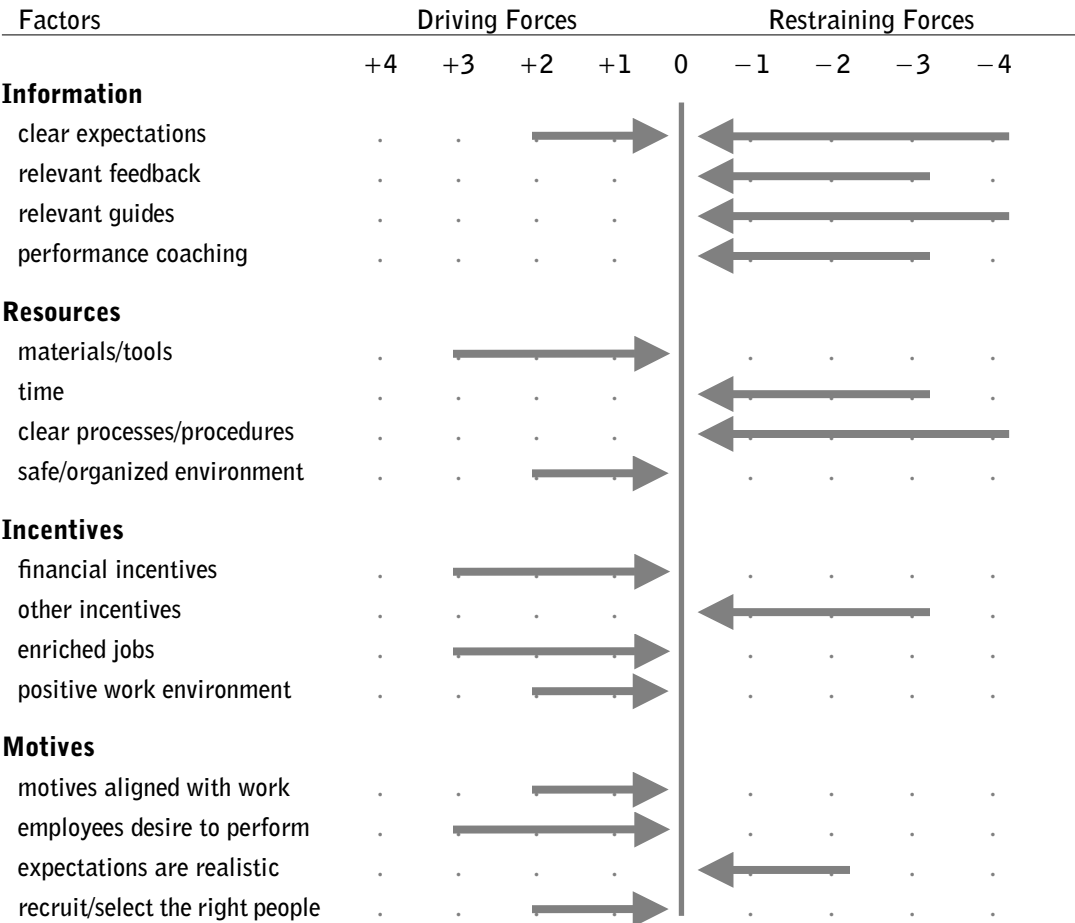 Factors Driving Forces Restraining Forces
+4 +3 +2 +1 0 −1 −2 −3 −4
Information
clear expectations
relevant feedback
relevant guides
performance coaching
Resources
materials/tools
time
clear processes/procedures
safe/organized environment
Incentives
financial incentives
other incentives
enriched jobs
positive work environment
Motives
motives aligned with work
employees desire to perform
expectations are realistic
recruit/select the right people